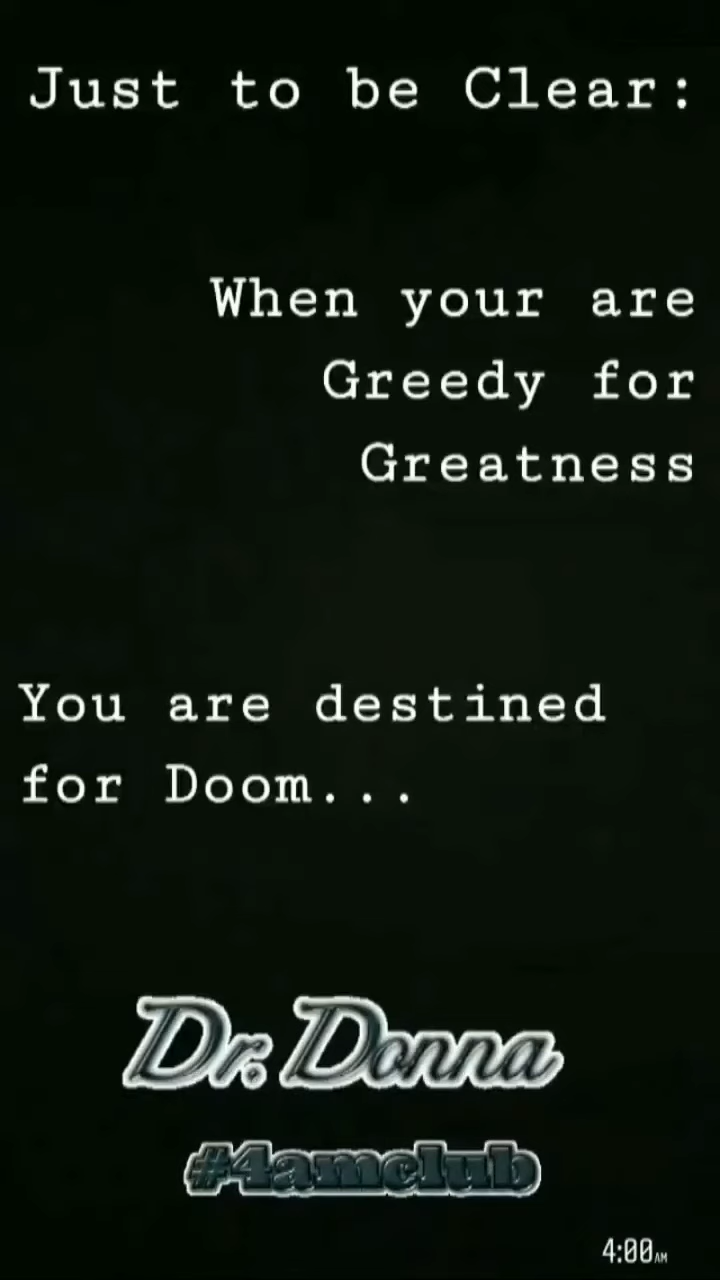 Just to be Clear:
When your are
Greedy for
Greatness
You are destined
for Doom...
Dr. Donna
#4amclub
4:00AM